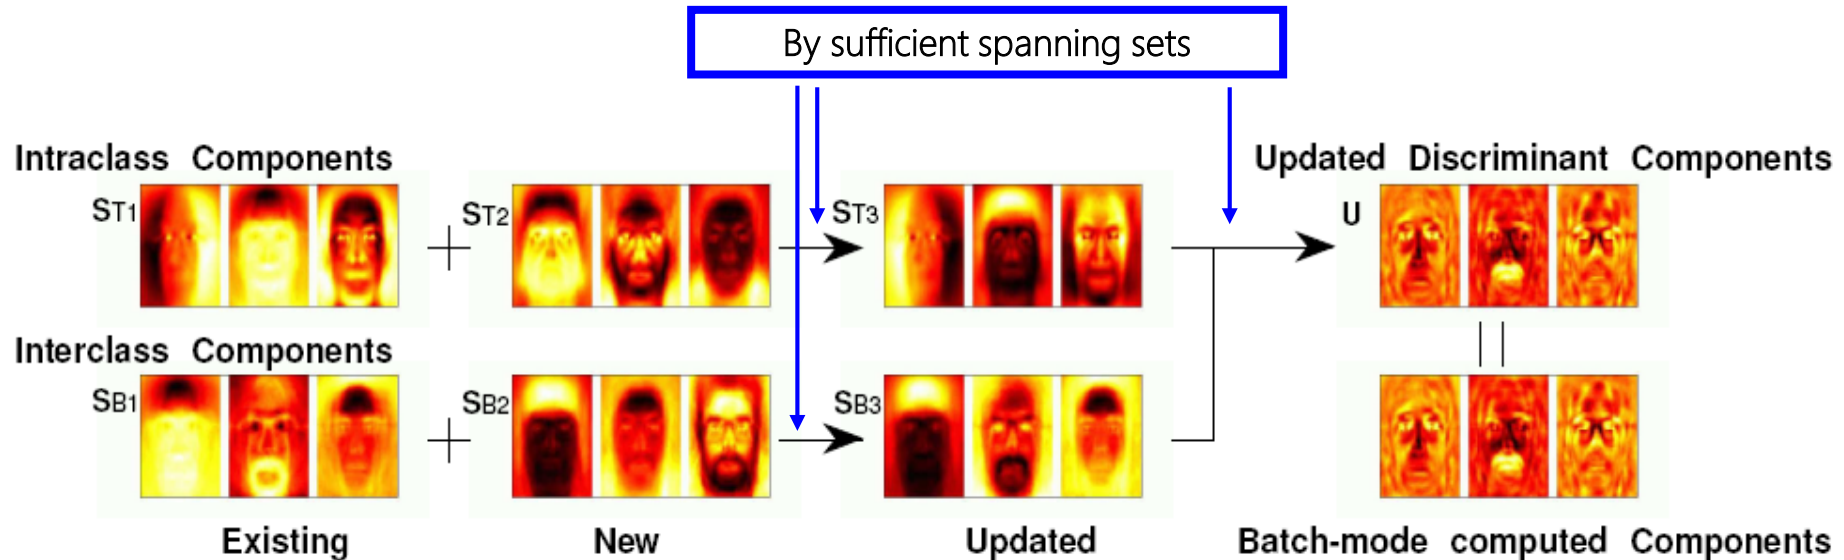 By sufficient spanning sets
Intraclass Components
Updated Discriminant Components
ST1
ST2
ST3
U
Interclass Components
SB1
SB2
SB3
Existing
New
Updated
Batch-mode computed Components